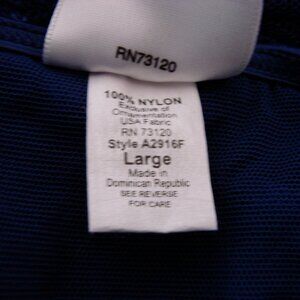 RN73120
100% NYLON
Exclusive of
Ornamentation
USA Fabric
RN 73120
Style A2916F
Large
Made in
Dominican Republic
SEE REVERSE
FOR CARE